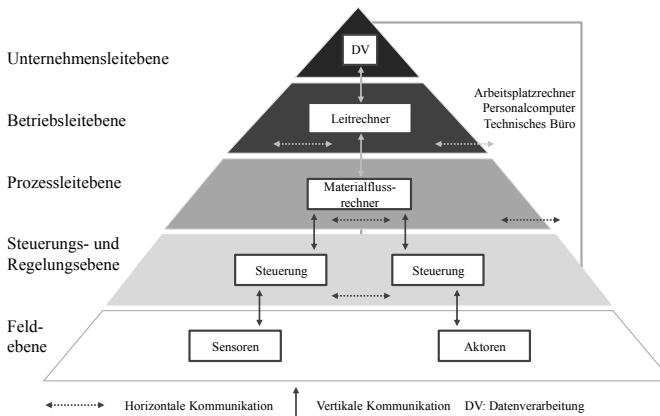 Unternehmensleitebene
DV
Arbeitsplatzrechner
Personalcomputer
Technisches Büro
Betriebsleitebene
Leitrechner
Prozessleitebene
Materialfluss-
rechner
Steuerungs- und
Regelungsebene
Steuerung
Steuerung
Feld-
ebene
Sensoren
Aktoren
Horizontale Kommunikation
Vertikale Kommunikation
DV: Datenverarbeitung